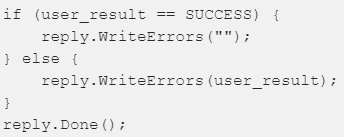 if (user_result == SUCCESS) {
    reply.WriteErrors("");
} else {
    reply.WriteErrors(user_result);
}
reply.Done();